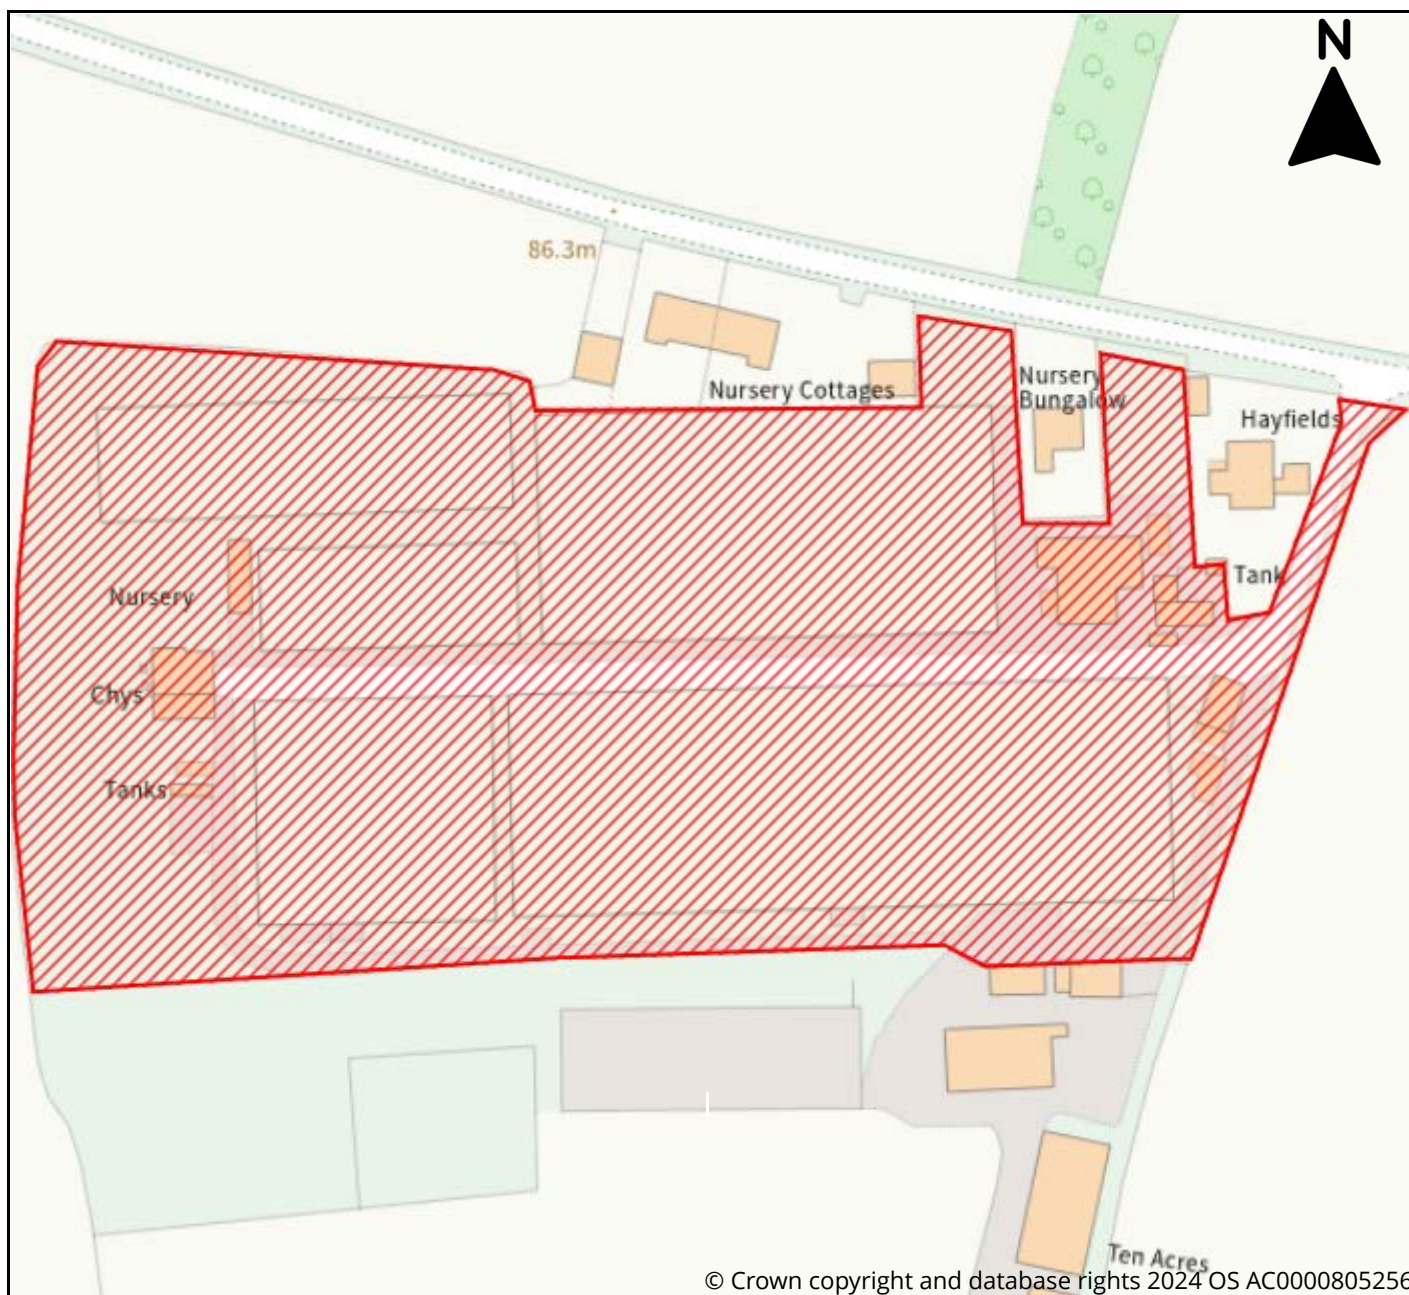 N
86.3m
Nursery Cottages
Nursery
Bungalow
Hayfields
Tank
Nursery
Chys
Tanks
Ten Acres
© Crown copyright and database rights 2024 OS AC0000805256